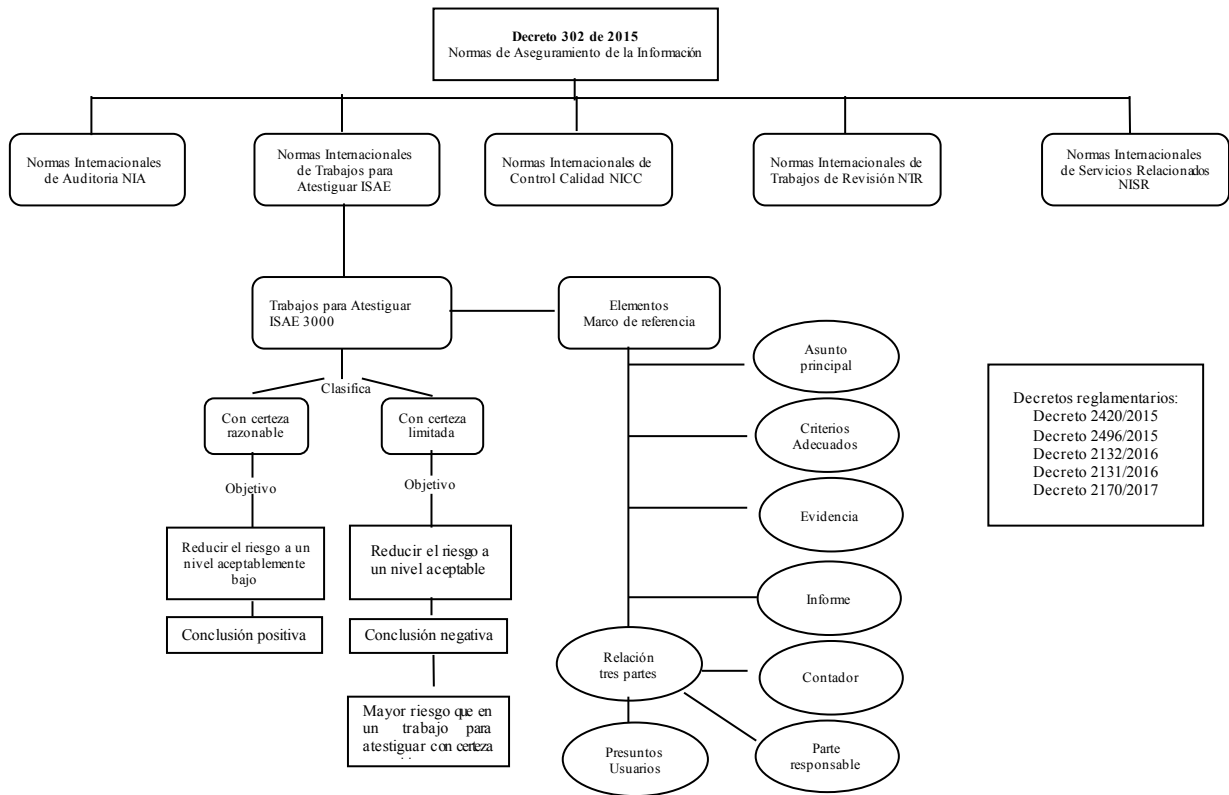 Decreto 302 de 2015
Normas de Aseguramiento de la Información
Normas Internacionales
de Auditoria NIA
Normas Internacionales
de Trabajos para
Atestiguar ISAE
Normas Internacionales de
Control Calidad NICC
Normas Internacionales de
Trabajos de Revisión NTR
Normas Internacionales
de Servicios Relacionados
NISR
Trabajos para Atestiguar
ISAE 3000
Elementos
Marco de referencia
Clasifica
Con certeza
razonable
Con certeza
limitada
Objetivo
Objetivo
Reducir el riesgo a un
nivel aceptablemente
bajo
Reducir el riesgo a
un nivel aceptable
Conclusión positiva
Conclusión negativa
Mayor riesgo que en
un trabajo para
atestiguar con certeza
Asunto
principal
Criterios
Adecuados
Evidencia
Informe
Relación
tres partes
Contador
Presuntos
Usuarios
Parte
responsable
Decretos reglamentarios:
Decreto 2420/2015
Decreto 2496/2015
Decreto 2132/2016
Decreto 2131/2016
Decreto 2170/2017